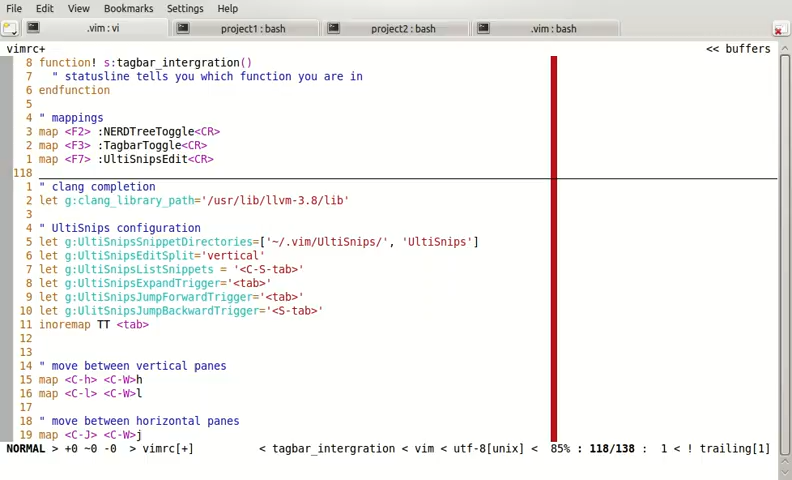 File Edit View Bookmarks Settings Help
.vim : vi project1 : bash project2 : bash .vim : bash
vimrc+ << buffers
8 function! s:tagbar_intergration()
7 " statusline tells you which function you are in
6 endfunction
5
4 " mappings
3 map <F2> :NERDTreeToggle<CR>
2 map <F3> :TagbarToggle<CR>
1 map <F7> :UltiSnipsEdit<CR>
118
1 " clang completion
2 let g:clang_library_path='/usr/lib/llvm-3.8/lib'
3
4 " UltiSnips configuration
5 let g:UltiSnipsSnippetDirectories=['~/.vim/UltiSnips/', 'UltiSnips']
6 let g:UltiSnipsEditSplit='vertical'
7 let g:UltiSnipsListSnippets = '<C-S-tab>'
8 let g:UltiSnipsExpandTrigger='<tab>'
9 let g:UltiSnipsJumpForwardTrigger='<tab>'
10 let g:UlitSnipsJumpBackwardTrigger='<S-tab>'
11 inoremap TT <tab>
12
13
14 " move between vertical panes
15 map <C-h> <C-W>h
16 map <C-l> <C-W>l
17
18 " move between horizontal panes
19 map <C-J> <C-W>j
NORMAL > +0 ~0 -0 > vimrc[+] < tagbar_intergration < vim < utf-8[unix] < 85% : 118/138 : 1 < ! trailing[1]